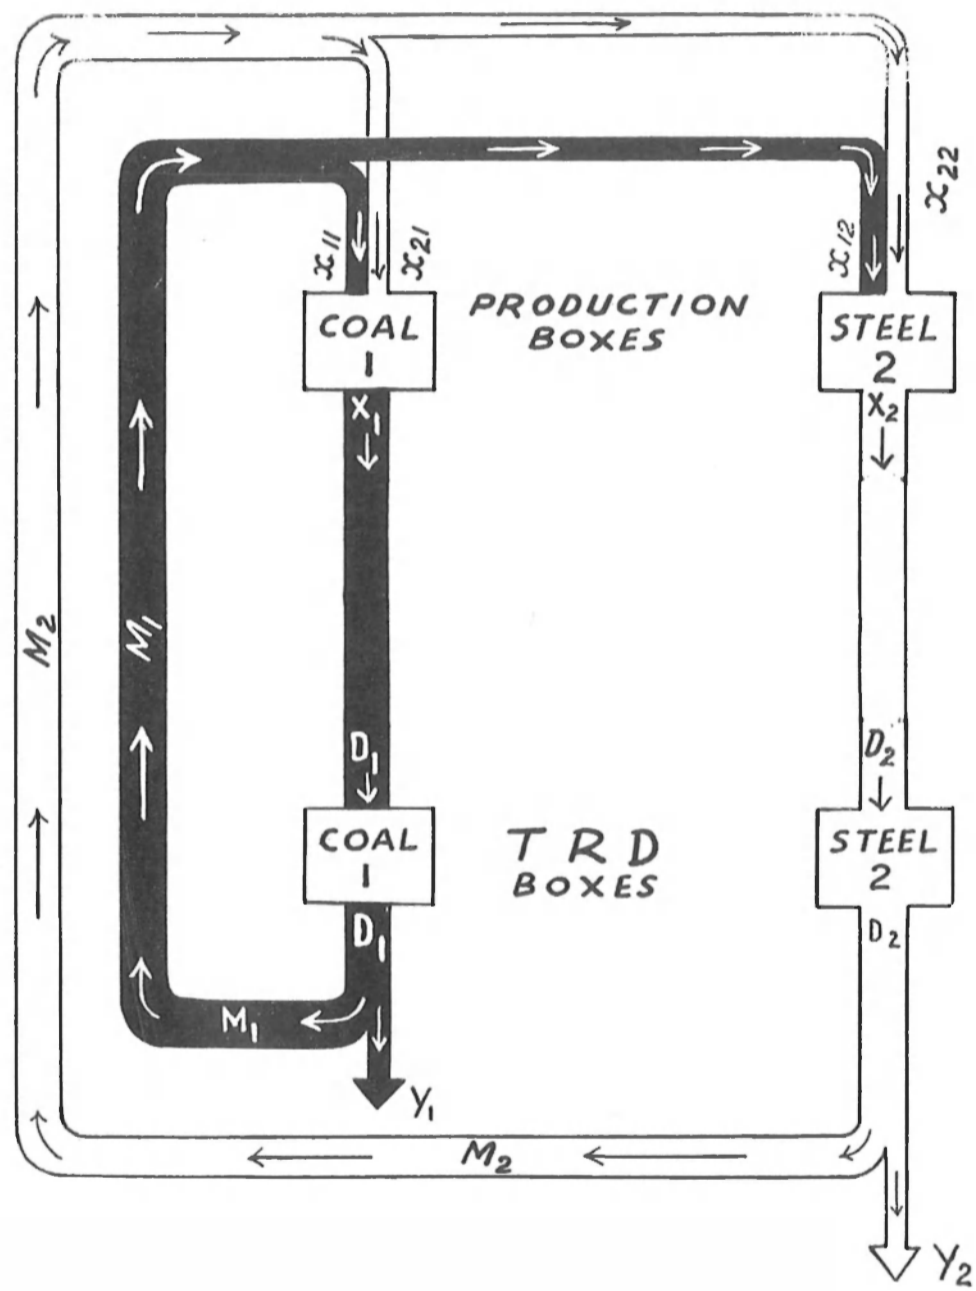 x22
x11
x21
x12
COAL
1
PRODUCTION
BOXES
STEEL
2
X1
X2
M2
M1
D1
D2
COAL
1
TRD
BOXES
STEEL
2
D1
D2
M1
Y1
M2
Y2